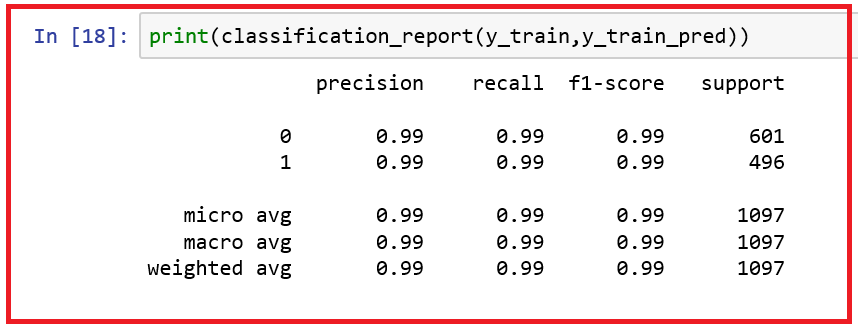 In [18]: print(classification_report(y_train,y_train_pred))
precision recall f1-score support
0 0.99 0.99 0.99 601
1 0.99 0.99 0.99 496
micro avg 0.99 0.99 0.99 1097
macro avg 0.99 0.99 0.99 1097
weighted avg 0.99 0.99 0.99 1097